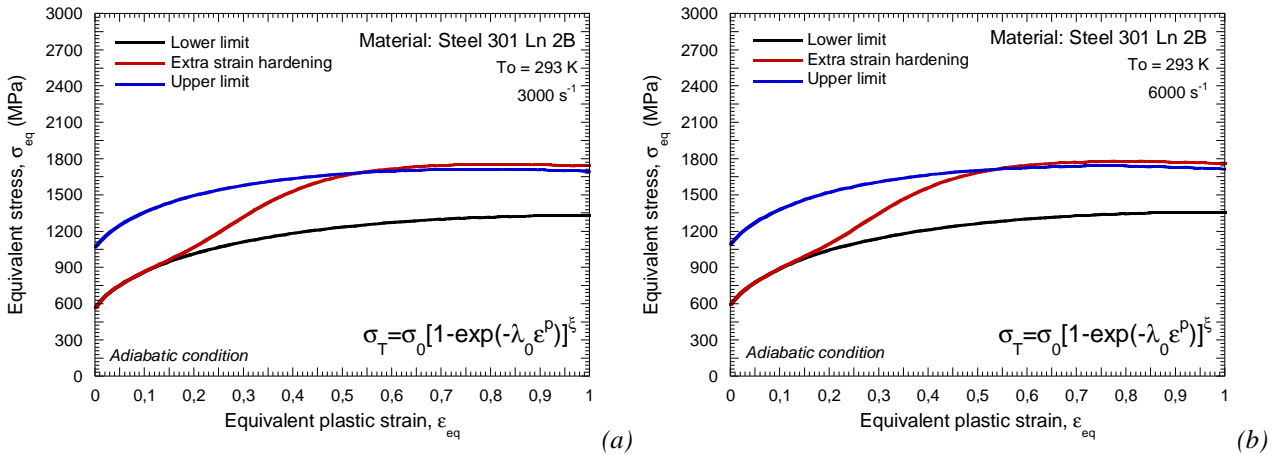 3000
2700
2400
2100
1800
1500
1200
900
600
300
0
Equivalent stress, σeq (MPa)
Lower limit
Extra strain hardening
Upper limit
Material: Steel 301 Ln 2B
To = 293 K
3000 s⁻¹
σT=σ0[1-exp(-λ0εᵖ)]^ξ
Adiabatic condition
0 0,1 0,2 0,3 0,4 0,5 0,6 0,7 0,8 0,9 1
Equivalent plastic strain, εeq
(a)
3000
2700
2400
2100
1800
1500
1200
900
600
300
0
Equivalent stress, σeq (MPa)
Lower limit
Extra strain hardening
Upper limit
Material: Steel 301 Ln 2B
To = 293 K
6000 s⁻¹
σT=σ0[1-exp(-λ0εᵖ)]^ξ
Adiabatic condition
0 0,1 0,2 0,3 0,4 0,5 0,6 0,7 0,8 0,9 1
Equivalent plastic strain, εeq
(b)